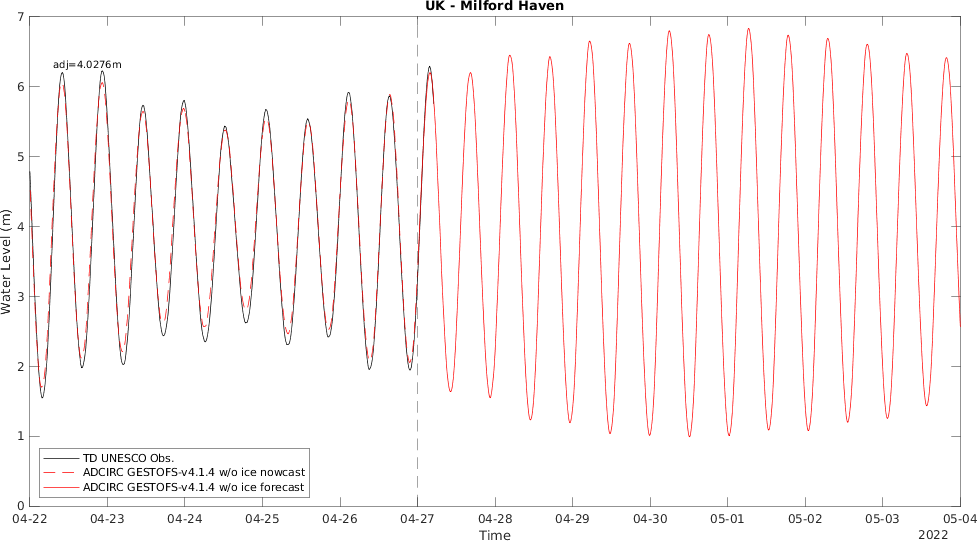 UK - Milford Haven
adj=4.0276m
Water Level (m)
7
6
5
4
3
2
1
0
TD UNESCO Obs.
ADCIRC GESTOFS-v4.1.4 w/o ice nowcast
ADCIRC GESTOFS-v4.1.4 w/o ice forecast
04-22 04-23 04-24 04-25 04-26 04-27 04-28 04-29 04-30 05-01 05-02 05-03 05-04
Time
2022